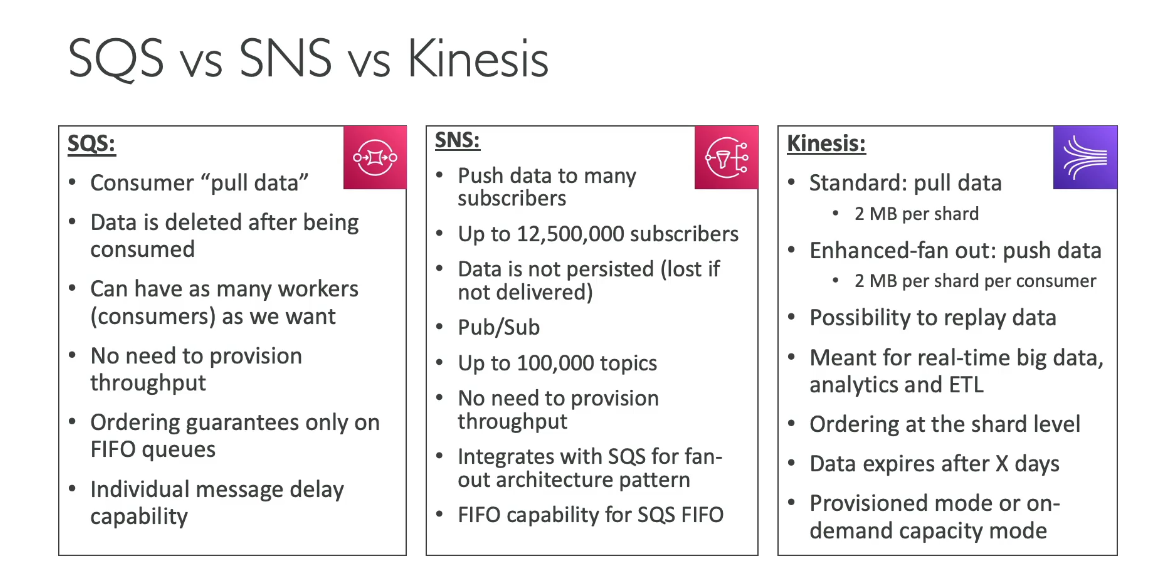 SQS vs SNS vs Kinesis
SQS:
• Consumer “pull data”
• Data is deleted after being
consumed
• Can have as many workers
(consumers) as we want
• No need to provision
throughput
• Ordering guarantees only on
FIFO queues
• Individual message delay
capability
SNS:
• Push data to many
subscribers
• Up to 12,500,000 subscribers
• Data is not persisted (lost if
not delivered)
• Pub/Sub
• Up to 100,000 topics
• No need to provision
throughput
• Integrates with SQS for fan-
out architecture pattern
• FIFO capability for SQS FIFO
Kinesis:
• Standard: pull data
• 2 MB per shard
• Enhanced-fan out: push data
• 2 MB per shard per consumer
• Possibility to replay data
• Meant for real-time big data,
analytics and ETL
• Ordering at the shard level
• Data expires after X days
• Provisioned mode or on-
demand capacity mode